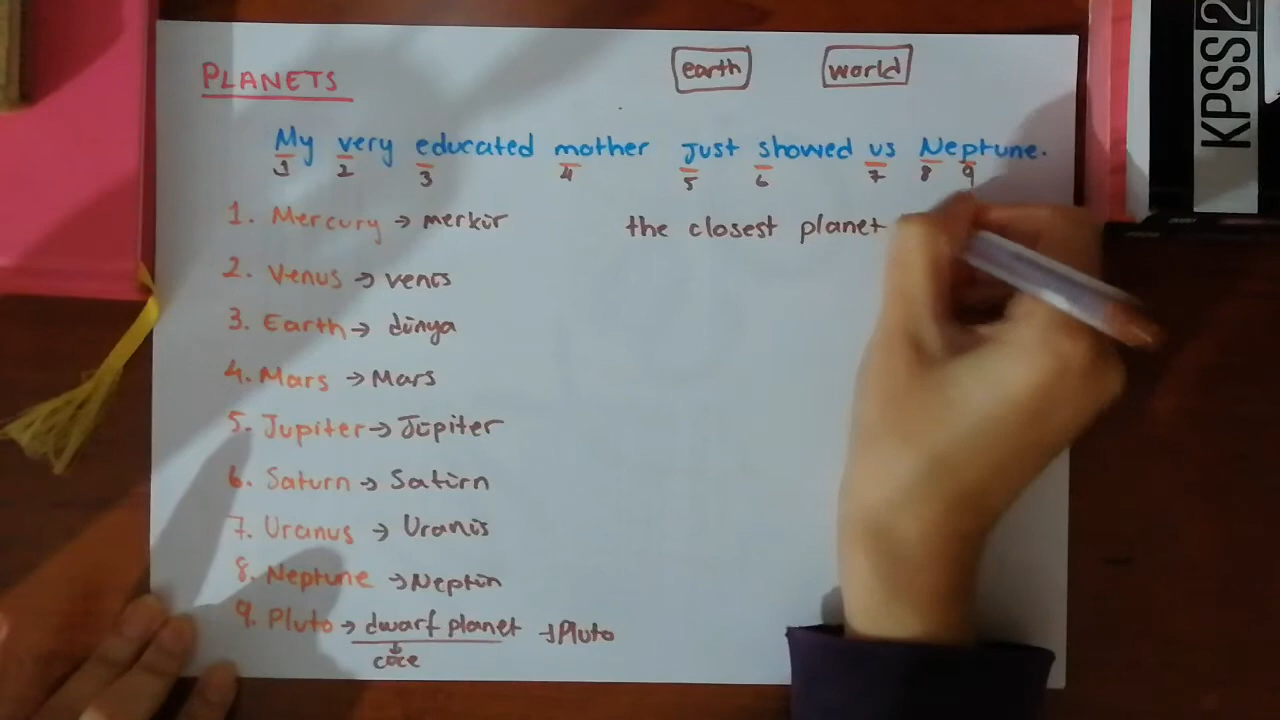 PLANETS
earth world
My very educated mother just showed us Neptune.
1 2 3 4 5 6 7 8 9
1. Mercury → merkür
the closest planet
2. Venus → venüs
3. Earth → dünya
4. Mars → Mars
5. Jupiter → Jüpiter
6. Saturn → Satürn
7. Uranus → Uranüs
8. Neptune → Neptün
9. Pluto → dwarf planet → Pluto
cüce
KPSS 2